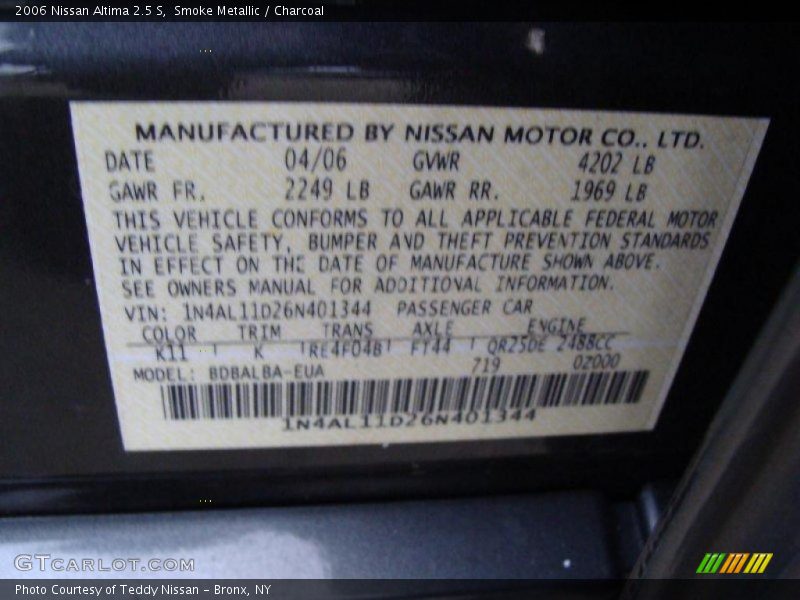 2006 Nissan Altima 2.5 S, Smoke Metallic / Charcoal
MANUFACTURED BY NISSAN MOTOR CO., LTD.
DATE 04/06 GVWR 4202 LB
GAWR FR. 2249 LB GAWR RR. 1969 LB
THIS VEHICLE CONFORMS TO ALL APPLICABLE FEDERAL MOTOR
VEHICLE SAFETY, BUMPER AND THEFT PREVENTION STANDARDS
IN EFFECT ON THE DATE OF MANUFACTURE SHOWN ABOVE.
SEE OWNERS MANUAL FOR ADDITIONAL INFORMATION.
VIN: 1N4AL11D26N401344 PASSENGER CAR
COLOR TRIM TRANS AXLE ENGINE
K11 K RE4F04B FT44 QR25DE 2488CC
MODEL: BDBALBA-EUA 719 02000
1N4AL11D26N401344
GTCARLOT.COM
Photo Courtesy of Teddy Nissan - Bronx, NY